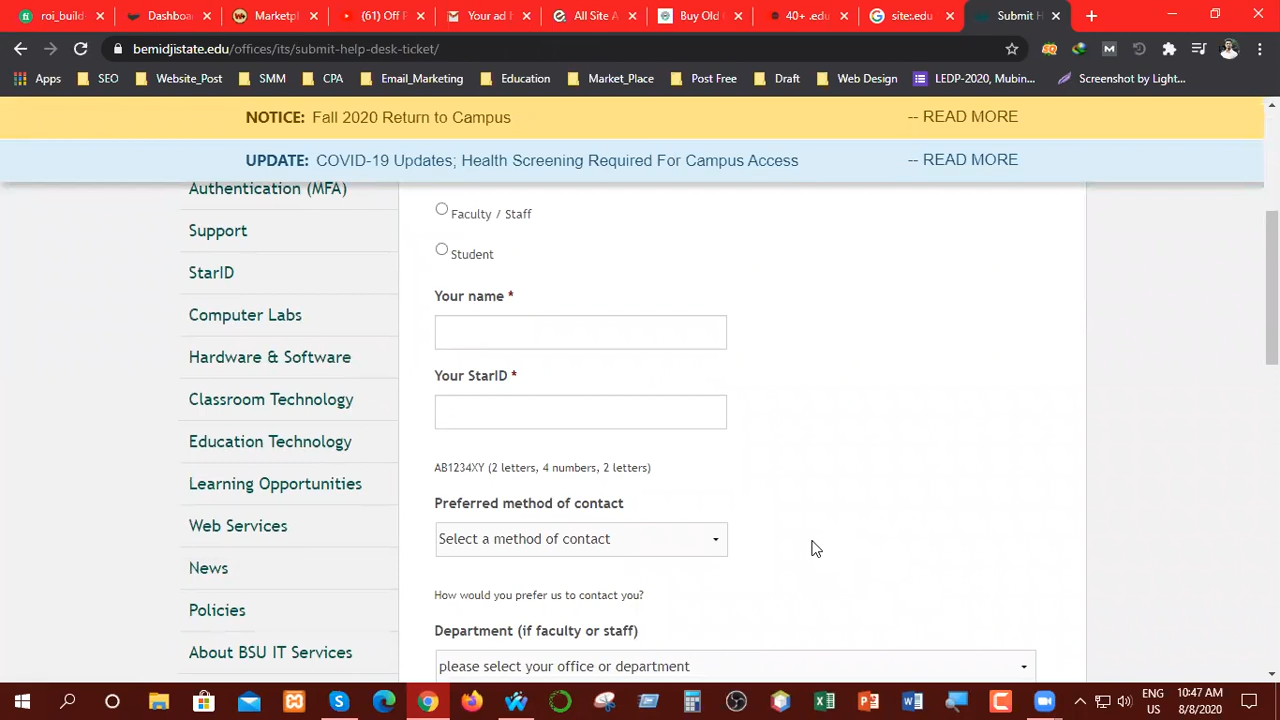 roi_build
Dashboa
Marketpl
(61) Off P
Your ad H
All Site A
Buy Old G
40+ .edu
site:.edu
Submit H
bemidjistate.edu/offices/its/submit-help-desk-ticket/
Apps
SEO
Website_Post
SMM
CPA
Email_Marketing
Education
Market_Place
Post Free
Draft
Web Design
LEDP-2020, Mubin...
Screenshot by Light...
NOTICE: Fall 2020 Return to Campus
-- READ MORE
UPDATE: COVID-19 Updates; Health Screening Required For Campus Access
-- READ MORE
Authentication (MFA)
Support
StarID
Computer Labs
Hardware & Software
Classroom Technology
Education Technology
Learning Opportunities
Web Services
News
Policies
About BSU IT Services
Faculty / Staff
Student
Your name *
Your StarID *
AB1234XY (2 letters, 4 numbers, 2 letters)
Preferred method of contact
Select a method of contact
How would you prefer us to contact you?
Department (if faculty or staff)
please select your office or department
ENG
US
10:47 AM
8/8/2020